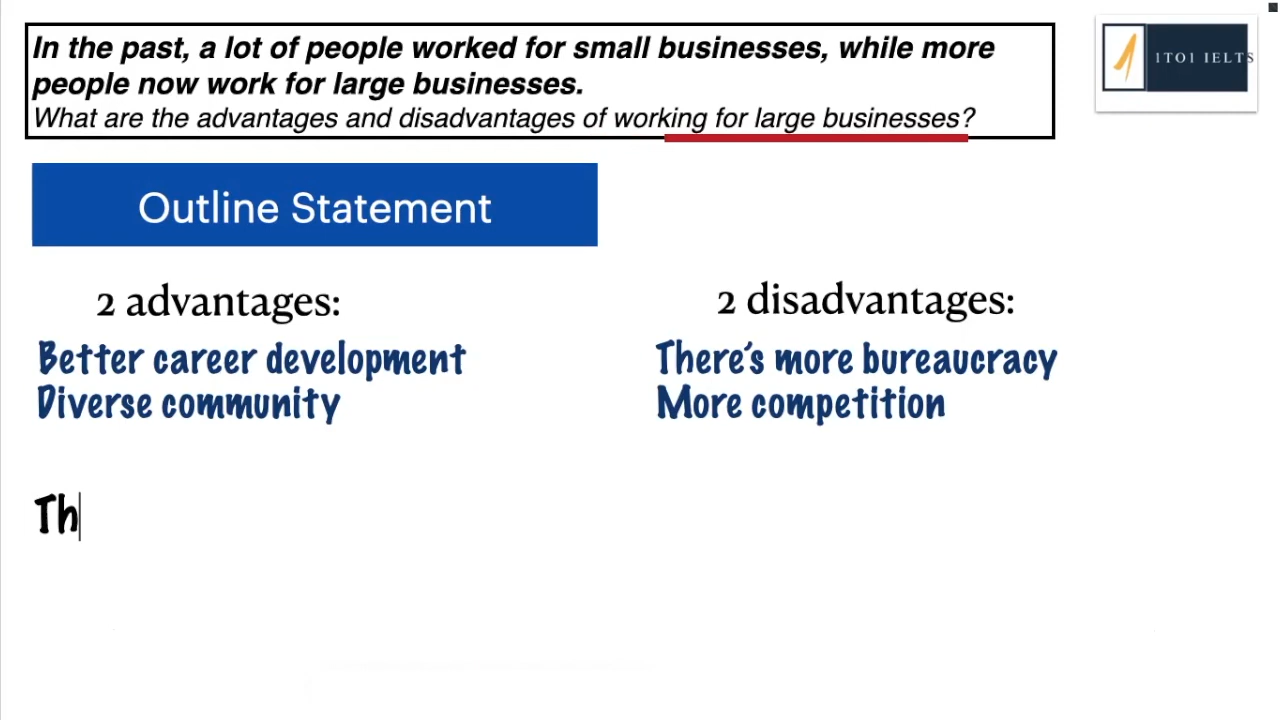 In the past, a lot of people worked for small businesses, while more
people now work for large businesses.
What are the advantages and disadvantages of working for large businesses?
1TO1 IELTS
Outline Statement
2 advantages:
Better career development
Diverse community
2 disadvantages:
There's more bureaucracy
More competition
Th